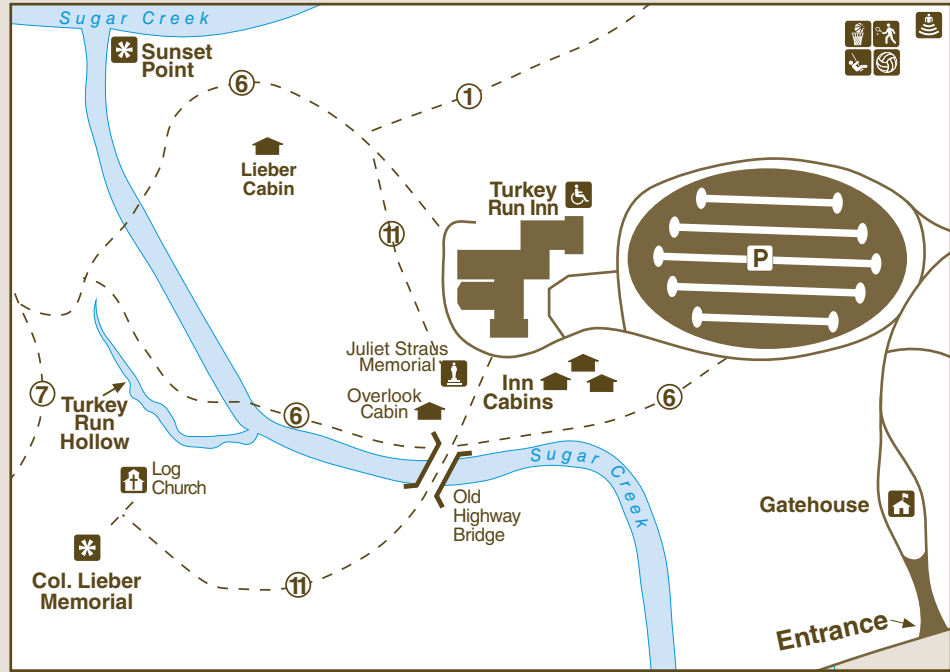 Sugar Creek
Sunset
Point
6
1
Lieber
Cabin
Turkey
Run Inn
11
P
Juliet Straus
Memorial
Inn
Cabins
Overlook
Cabin
7
Turkey
Run
Hollow
6
6
Sugar Creek
Log
Church
Old
Highway
Bridge
Gatehouse
Col. Lieber
Memorial
11
Entrance